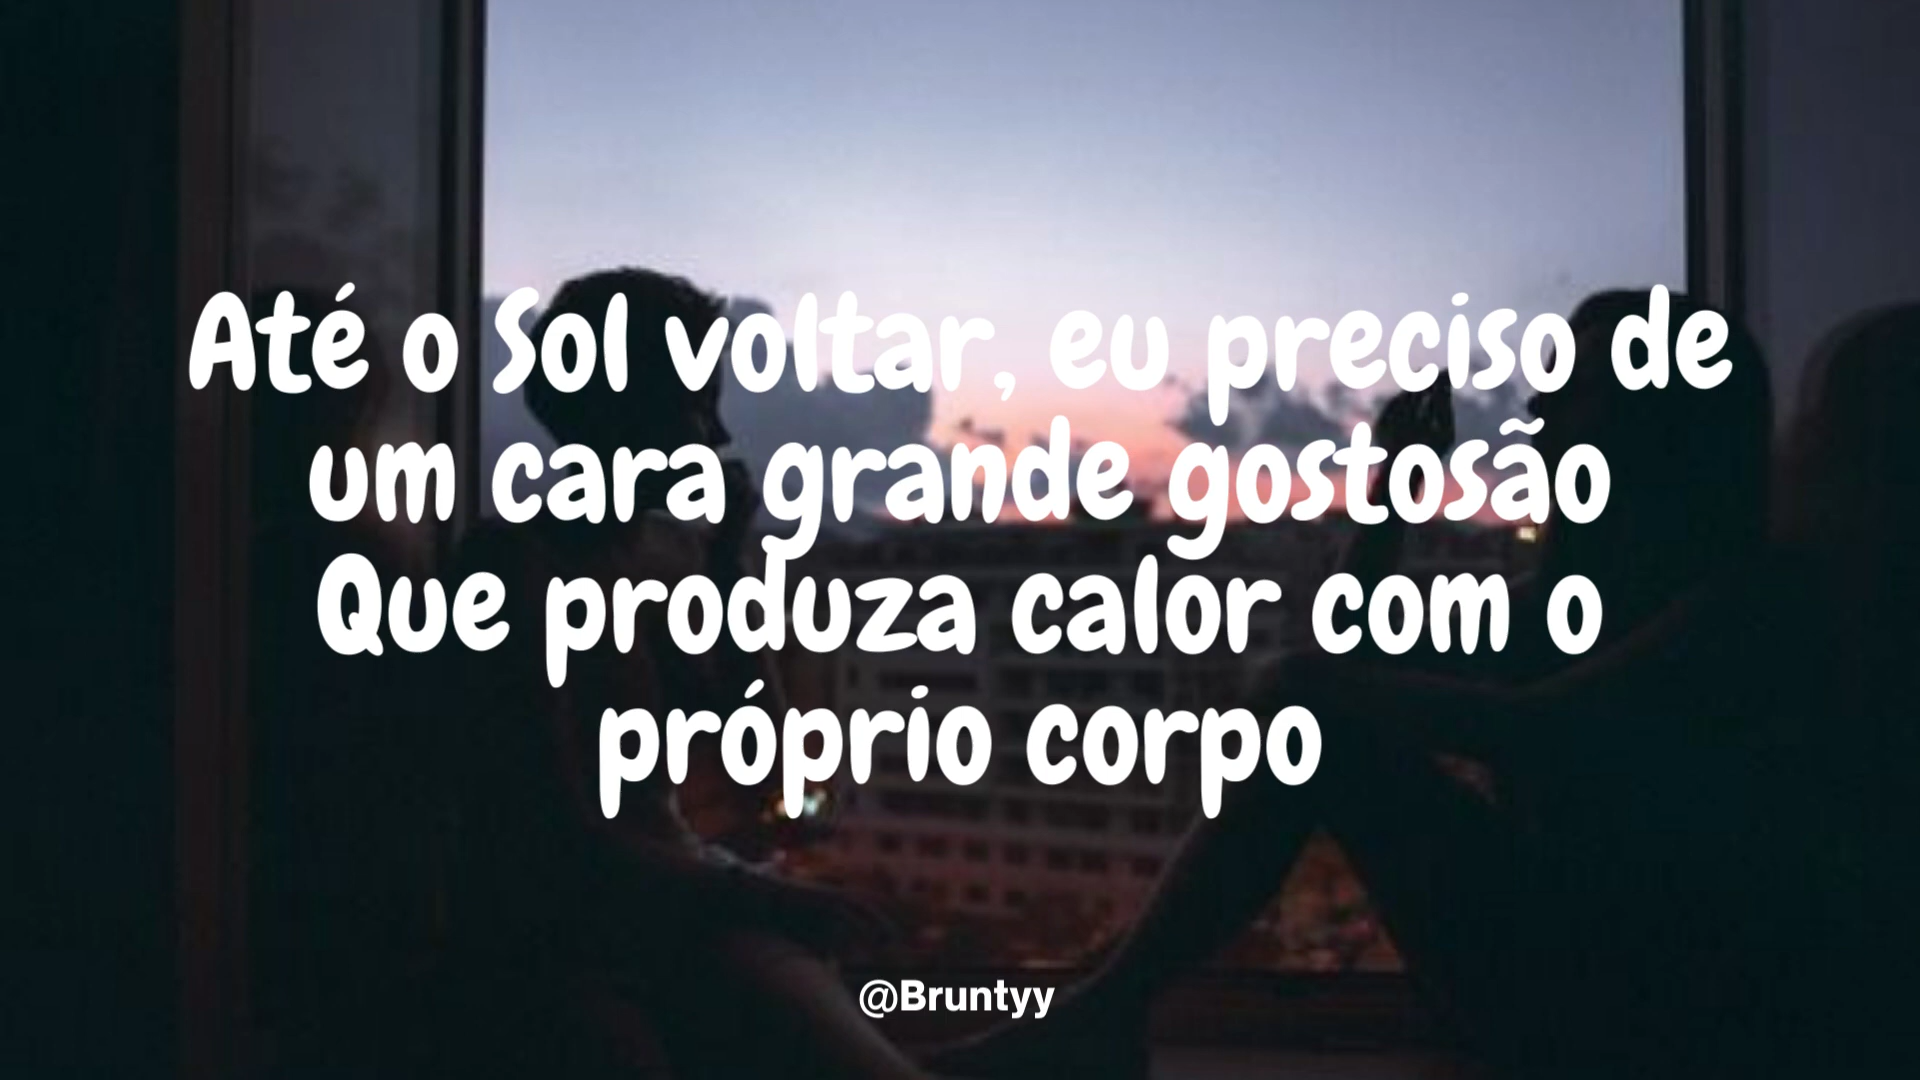 Até o Sol voltar, eu preciso de
um cara grande gostosão
Que produza calor com o
próprio corpo
@Bruntyy